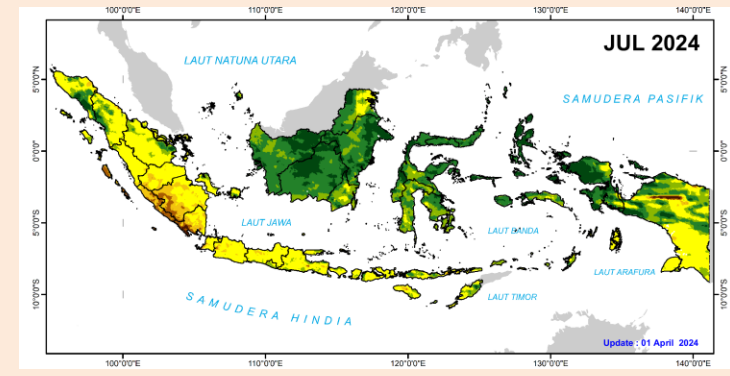 100°0'0"E 110°0'0"E 120°0'0"E 130°0'0"E 140°0'0"E
JUL 2024
LAUT NATUNA UTARA
5°0'0"N 5°0'0"N
SAMUDERA PASIFIK
0°0'0" 0°0'0"
LAUT JAWA
5°0'0"S 5°0'0"S
LAUT BANDA
LAUT ARAFURA
10°0'0"S 10°0'0"S
LAUT TIMOR
SAMUDERA HINDIA
Update : 01 April 2024
100°0'0"E 110°0'0"E 120°0'0"E 130°0'0"E 140°0'0"E